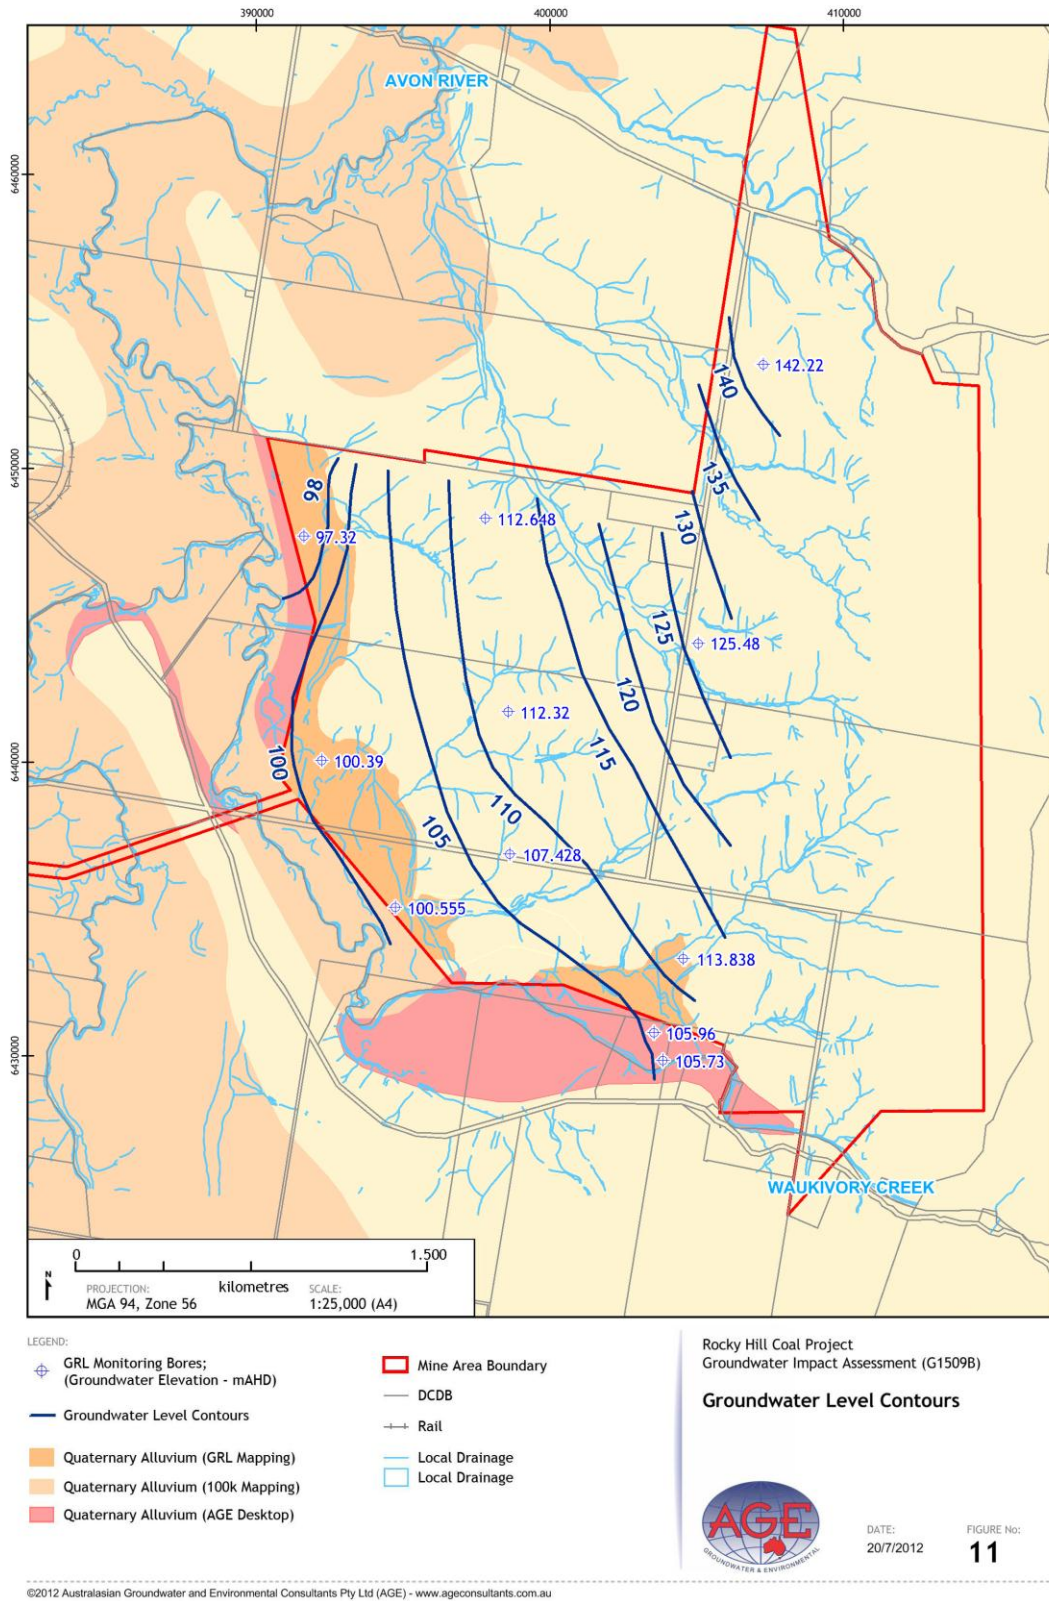 390000
400000
410000
AVON RIVER
6460000
142.22
140
135
6450000
98
97.32
112.648
130
125
125.48
120
112.32
115
100
100.39
6440000
110
105
107.428
100.555
113.838
105.96
105.73
6430000
WAUKIVORY CREEK
0
1.500
N
kilometres
PROJECTION:
MGA 94, Zone 56
SCALE:
1:25,000 (A4)
LEGEND:
GRL Monitoring Bores;
(Groundwater Elevation - mAHD)
Groundwater Level Contours
Quaternary Alluvium (GRL Mapping)
Quaternary Alluvium (100k Mapping)
Quaternary Alluvium (AGE Desktop)
Mine Area Boundary
DCDB
Rail
Local Drainage
Local Drainage
Rocky Hill Coal Project
Groundwater Impact Assessment (G1509B)
Groundwater Level Contours
AGE
GROUNDWATER & ENVIRONMENTAL
DATE:
20/7/2012
FIGURE No:
11
©2012 Australasian Groundwater and Environmental Consultants Pty Ltd (AGE) - www.ageconsultants.com.au